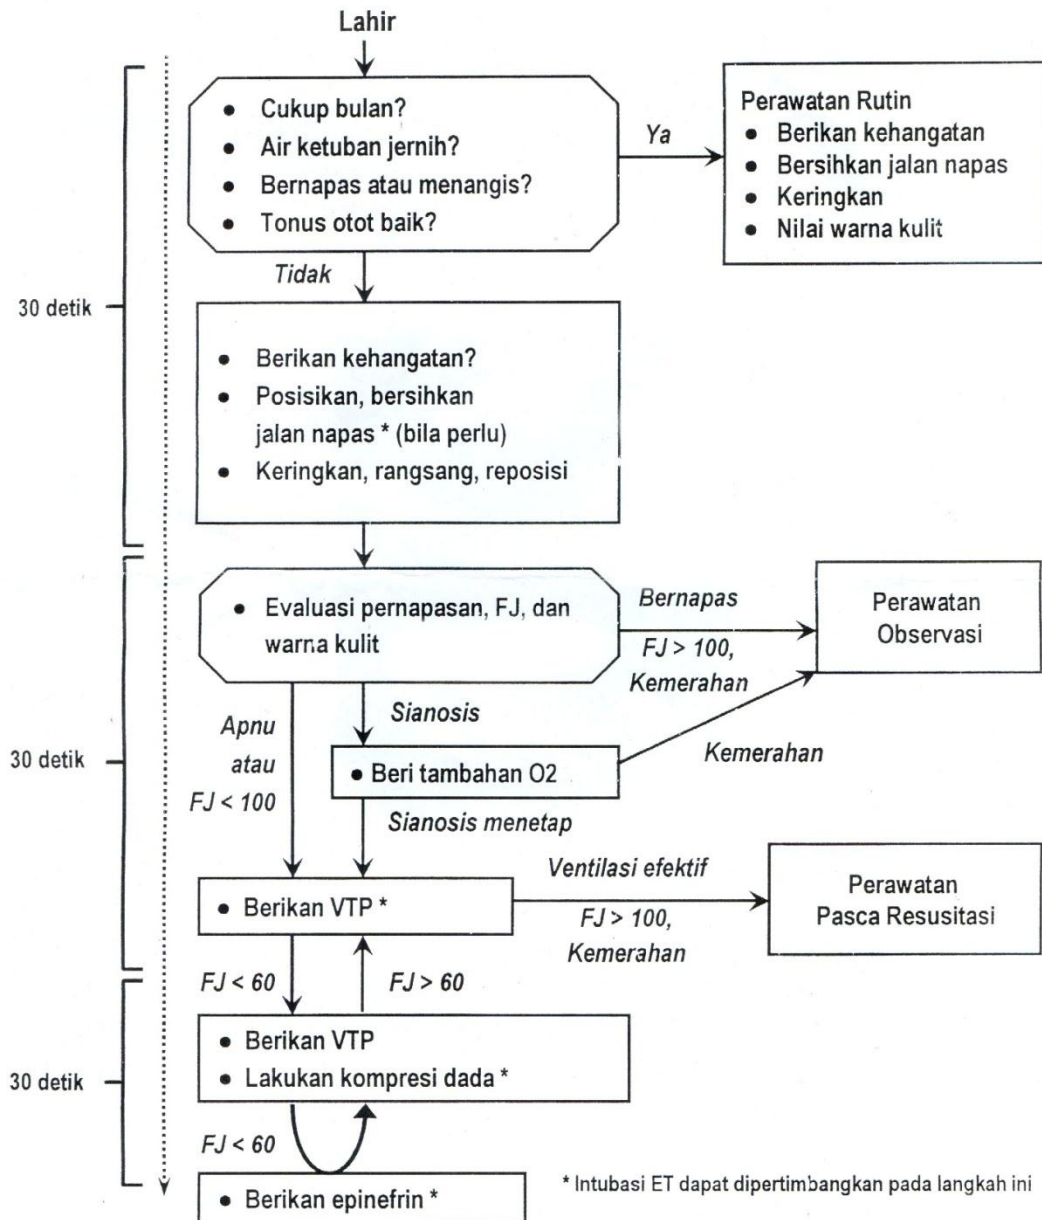 Lahir
• Cukup bulan?
• Air ketuban jernih?
• Bernapas atau menangis?
• Tonus otot baik?
Ya
Perawatan Rutin
• Berikan kehangatan
• Bersihkan jalan napas
• Keringkan
• Nilai warna kulit
Tidak
30 detik
• Berikan kehangatan?
• Posisikan, bersihkan
jalan napas * (bila perlu)
• Keringkan, rangsang, reposisi
• Evaluasi pernapasan, FJ, dan
warna kulit
Bernapas
FJ > 100,
Kemerahan
Perawatan
Observasi
30 detik
Apnu
atau
FJ < 100
Sianosis
• Beri tambahan O2
Kemerahan
Sianosis menetap
• Berikan VTP *
Ventilasi efektif
FJ > 100,
Kemerahan
Perawatan
Pasca Resusitasi
FJ < 60
FJ > 60
30 detik
• Berikan VTP
• Lakukan kompresi dada *
FJ < 60
• Berikan epinefrin *
* Intubasi ET dapat dipertimbangkan pada langkah ini